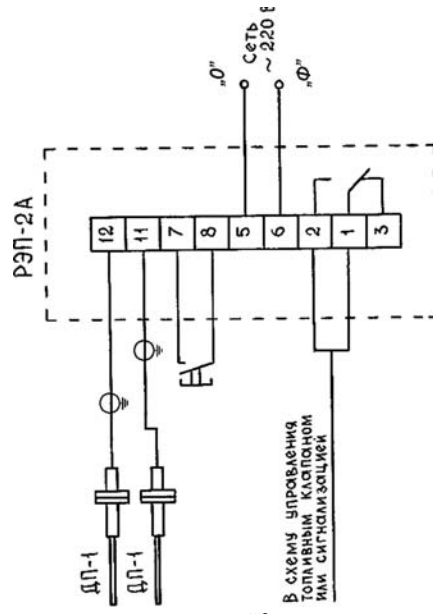 РЭП-2А
„О"
Сеть
~ 220 В
„Ф"
12
11
7
8
5
6
2
1
3
ДП-1
ДП-1
В схему управления
топливным клапаном
или сигнализацией